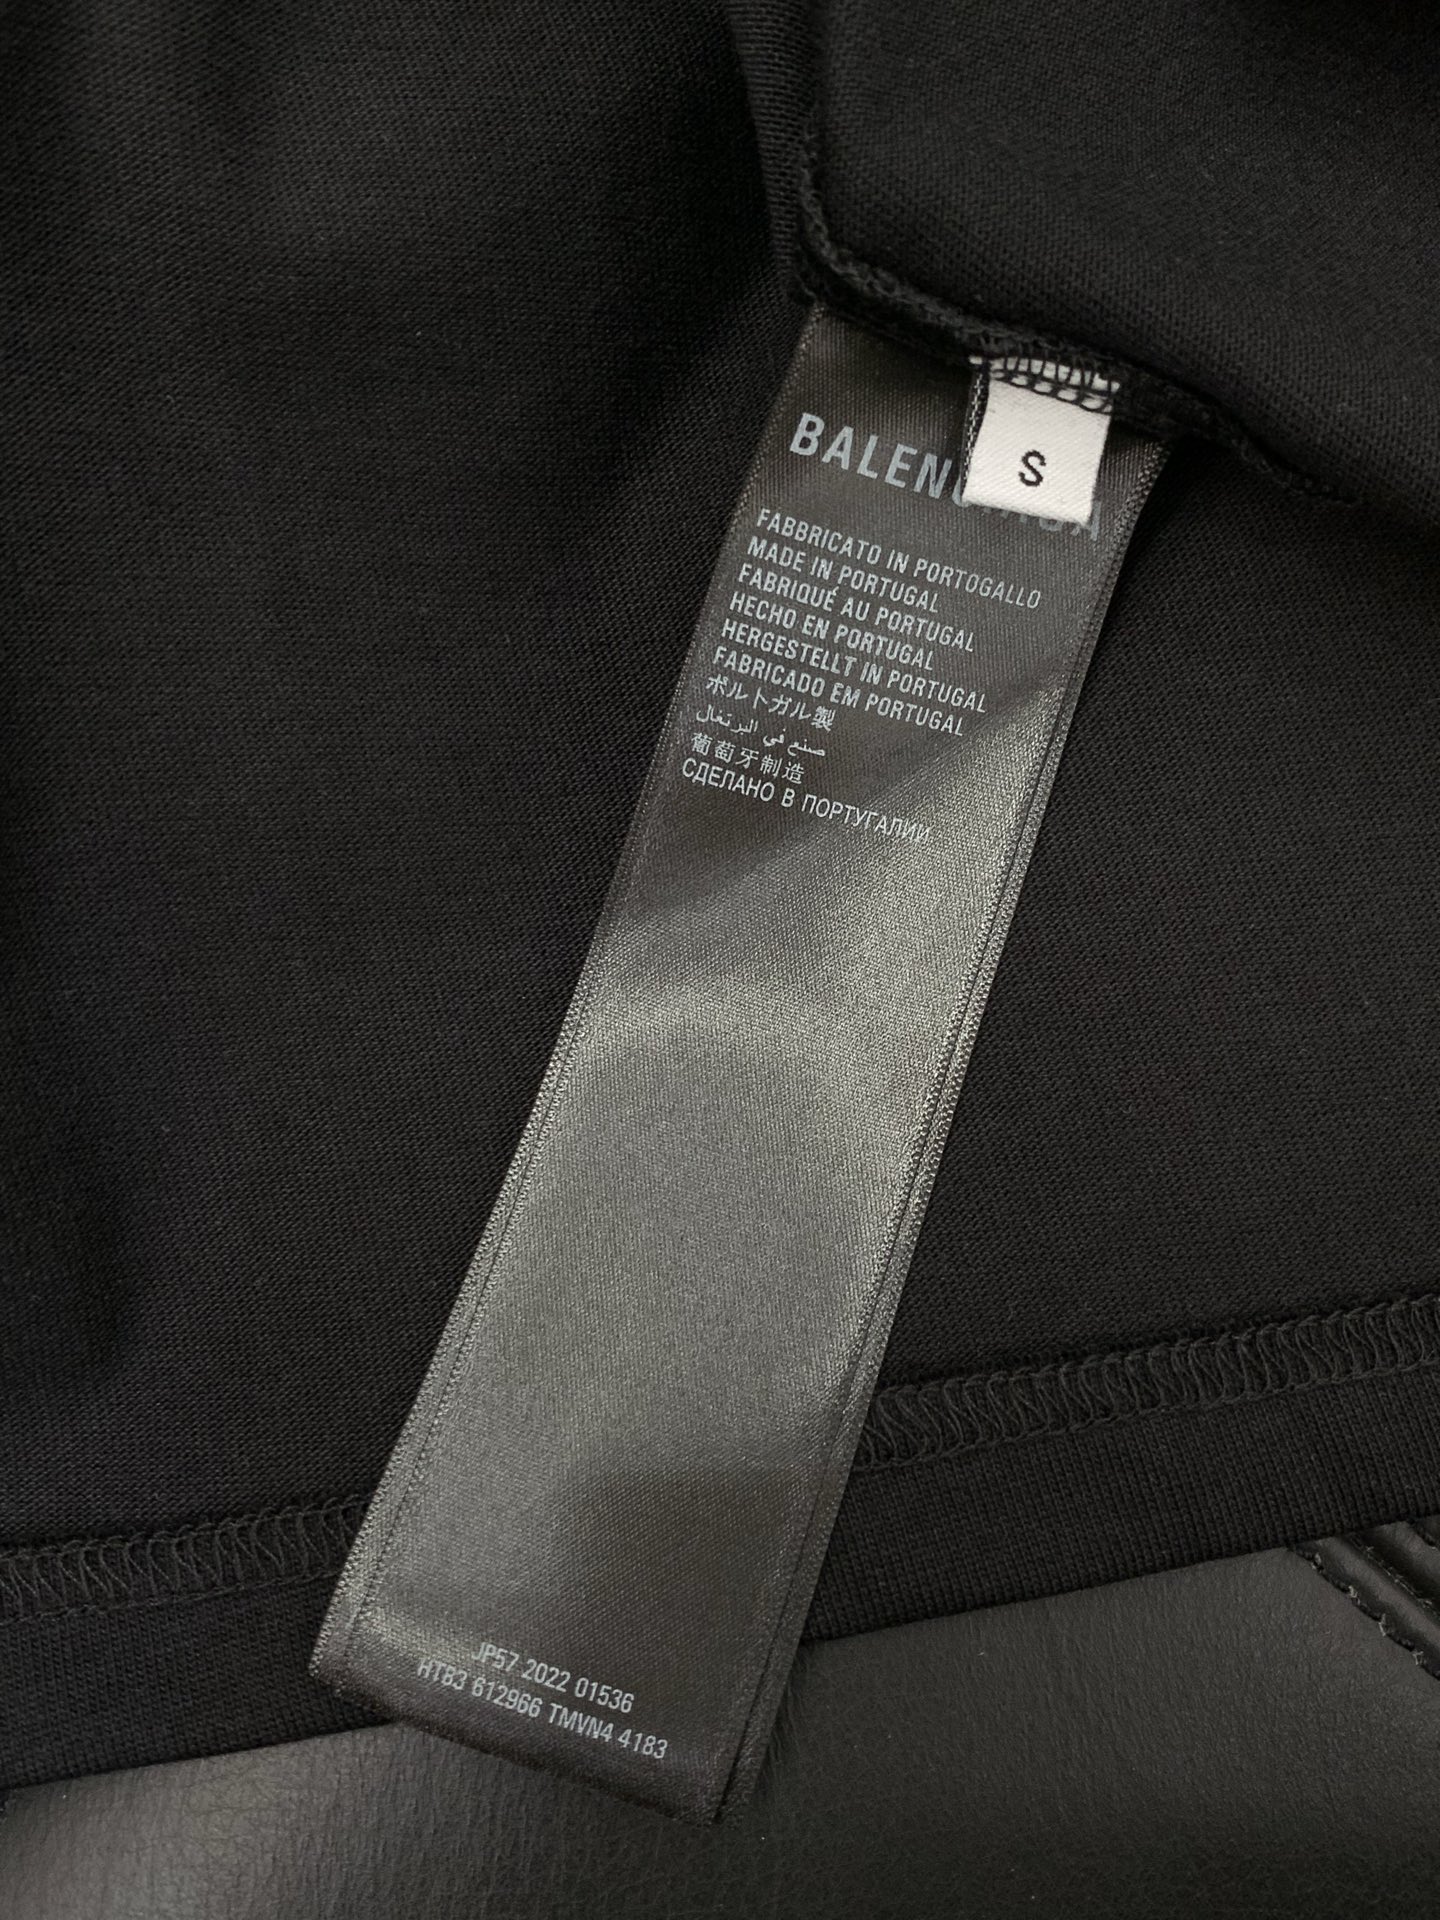 S
BALENCIAGA
FABBRICATO IN PORTOGALLO
MADE IN PORTUGAL
FABRIQUÉ AU PORTUGAL
HECHO EN PORTUGAL
HERGESTELLT IN PORTUGAL
FABRICADO EM PORTUGAL
ポルトガル製
صنع في البرتغال
葡萄牙制造
СДЕЛАНО В ПОРТУГАЛИИ
JP57 2022 01536
HTB3 612966 TMVN4 4183